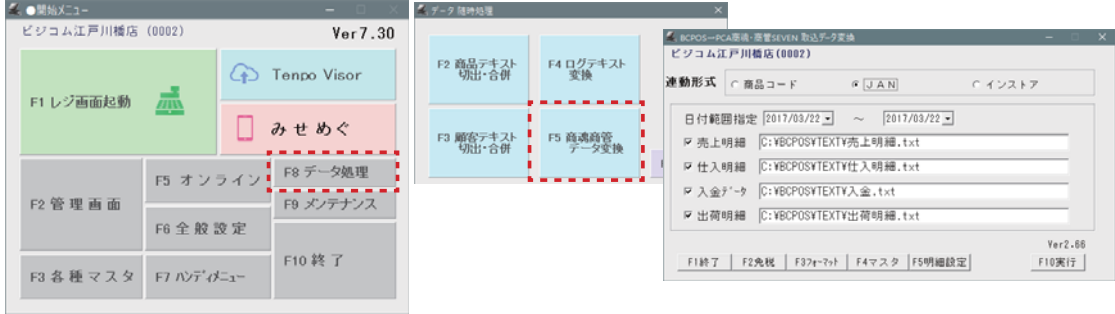 ●開始メニュー
ビジコム江戸川橋店 (0002)
Ver7.30
F1 レジ画面起動
Tenpo Visor
みせめぐ
F2 管理画面
F5 オンライン
F8 データ処理
F9 メンテナンス
F6 全般設定
F10 終了
F3 各種マスタ
F7 ハンディメニュー
データ随時処理
F2 商品テキスト
切出・合併
F4 ログテキスト
変換
F3 顧客テキスト
切出・合併
F5 商魂商管
データ変換
BCPOS→PCA商魂・商管SEVEN 取込データ変換
ビジコム江戸川橋店(0002)
連動形式
商品コード
JAN
インストア
日付範囲指定 2017/03/22 ～ 2017/03/22
売上明細 C:¥BCPOS¥TEXT¥売上明細.txt
仕入明細 C:¥BCPOS¥TEXT¥仕入明細.txt
入金データ C:¥BCPOS¥TEXT¥入金.txt
出荷明細 C:¥BCPOS¥TEXT¥出荷明細.txt
Ver2.66
F1終了 F2免税 F3フォーマット F4マスタ F5明細設定 F10実行